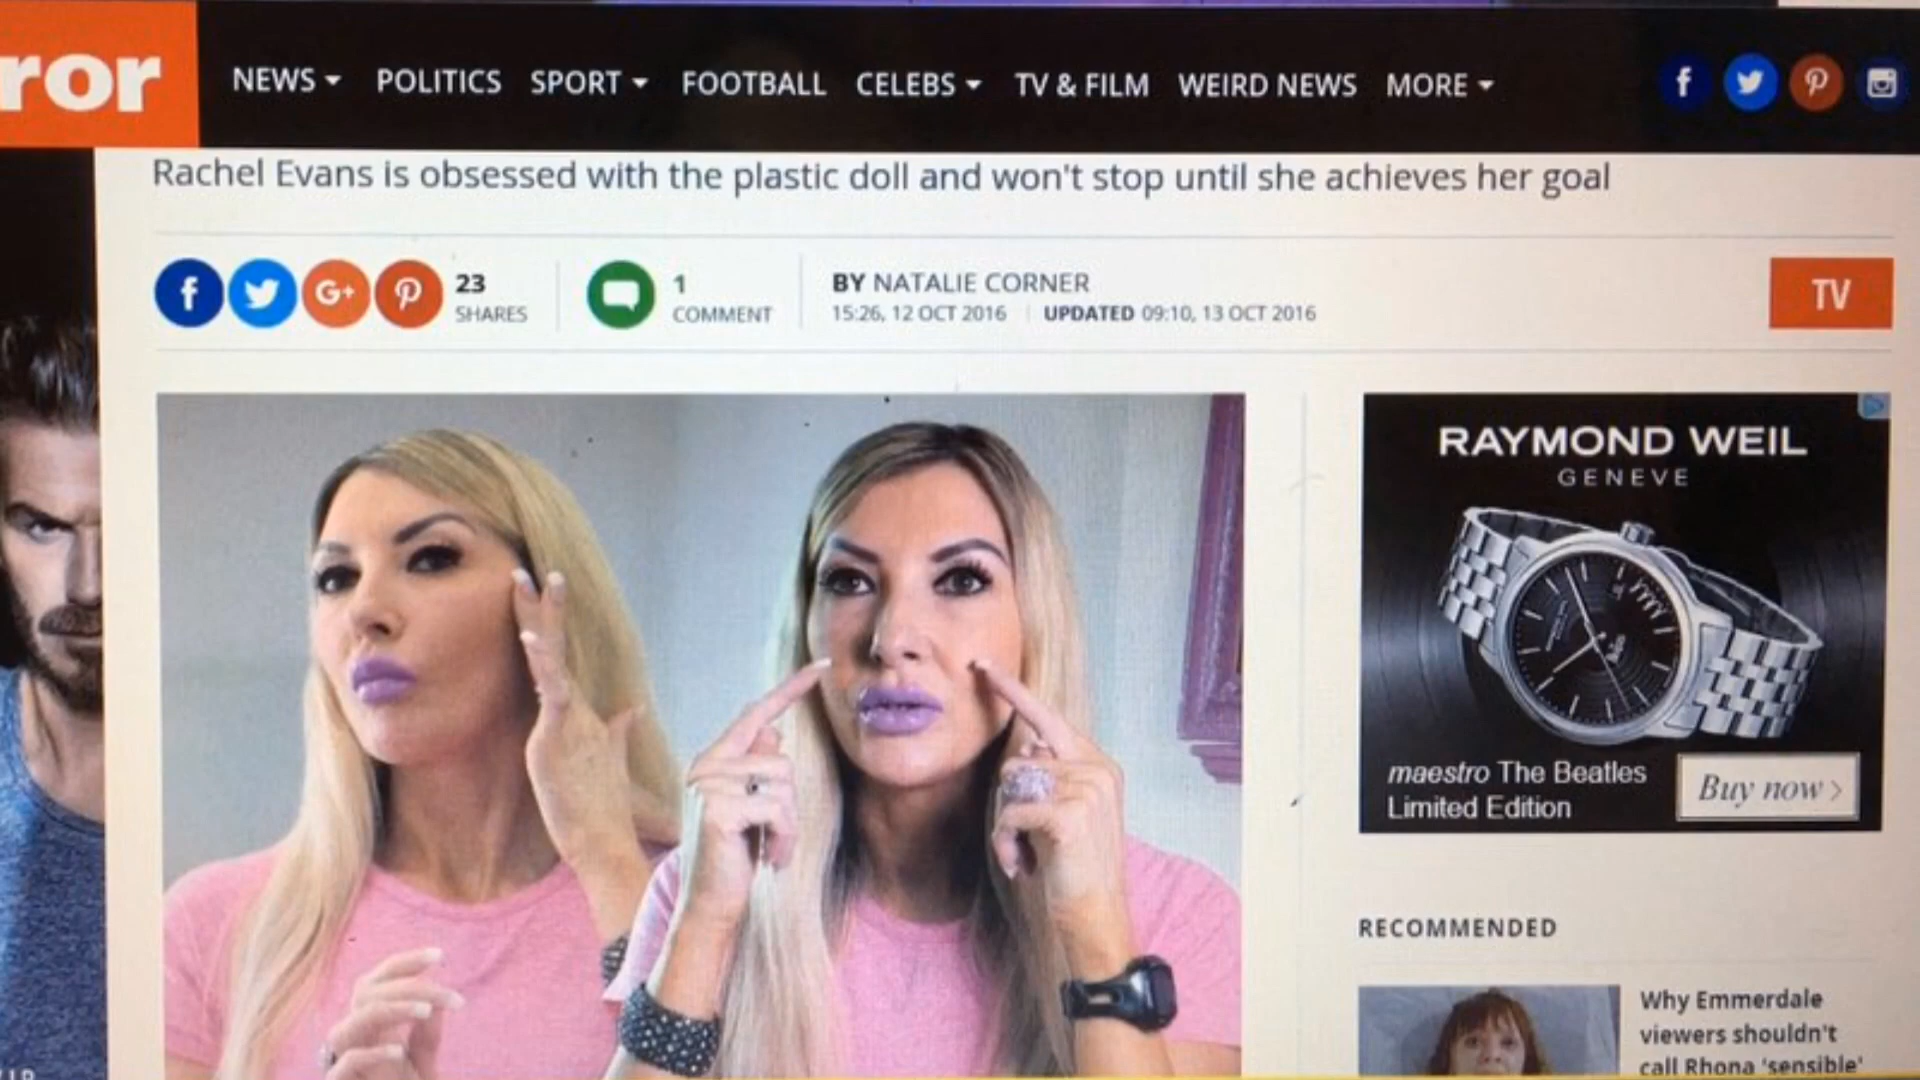 ror
NEWS POLITICS SPORT FOOTBALL CELEBS TV & FILM WEIRD NEWS MORE
Rachel Evans is obsessed with the plastic doll and won't stop until she achieves her goal
23
SHARES
1
COMMENT
BY NATALIE CORNER
15:26, 12 OCT 2016 UPDATED 09:10, 13 OCT 2016
TV
RAYMOND WEIL
GENEVE
maestro The Beatles
Limited Edition
Buy now >
RECOMMENDED
Why Emmerdale
viewers shouldn't
call Rhona 'sensible'